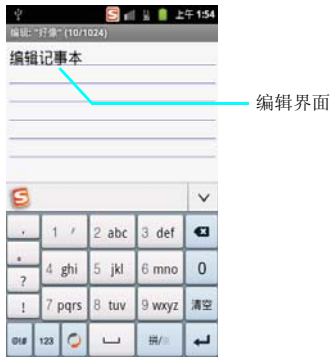 上午 1:54
编辑: "好像" (10/1024)
编辑记事本
编辑界面
S
, 1 ′ 2 abc 3 def
。 4 ghi 5 jkl 6 mno 0
?
! 7 pqrs 8 tuv 9 wxyz 清空
@!# 123 拼/